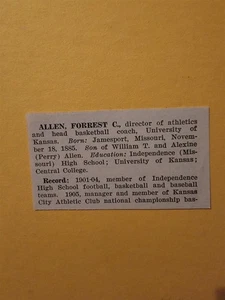 ALLEN, FORREST C., director of athletics
and head basketball coach, University of
Kansas. Born: Jamesport, Missouri, Novem-
ber 18, 1885. Son of William T. and Alexine
(Perry) Allen. Education: Independence (Mis-
souri) High School; University of Kansas;
Central College.
Record: 1901-04, member of Independence
High School football, basketball and baseball
teams. 1905, manager and member of Kansas
City Athletic Club national championship bas-